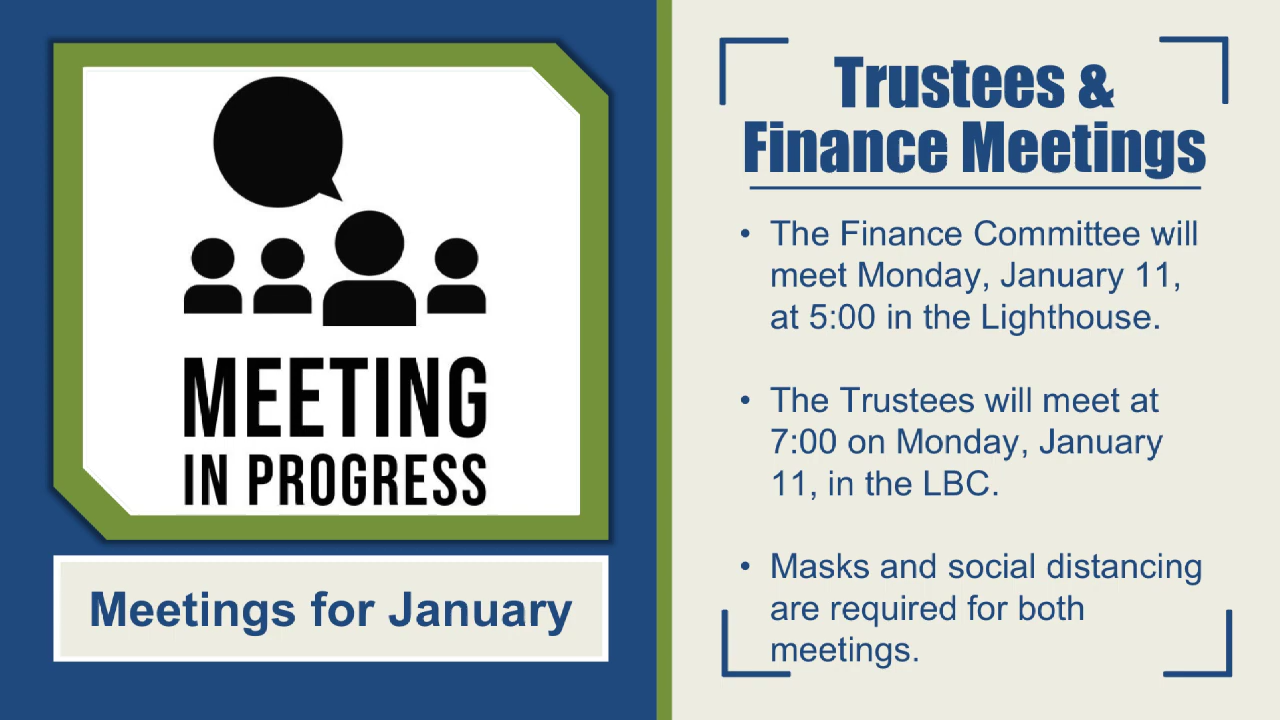 MEETING
IN PROGRESS
Meetings for January
Trustees &
Finance Meetings
• The Finance Committee will
meet Monday, January 11,
at 5:00 in the Lighthouse.
• The Trustees will meet at
7:00 on Monday, January
11, in the LBC.
• Masks and social distancing
are required for both
meetings.